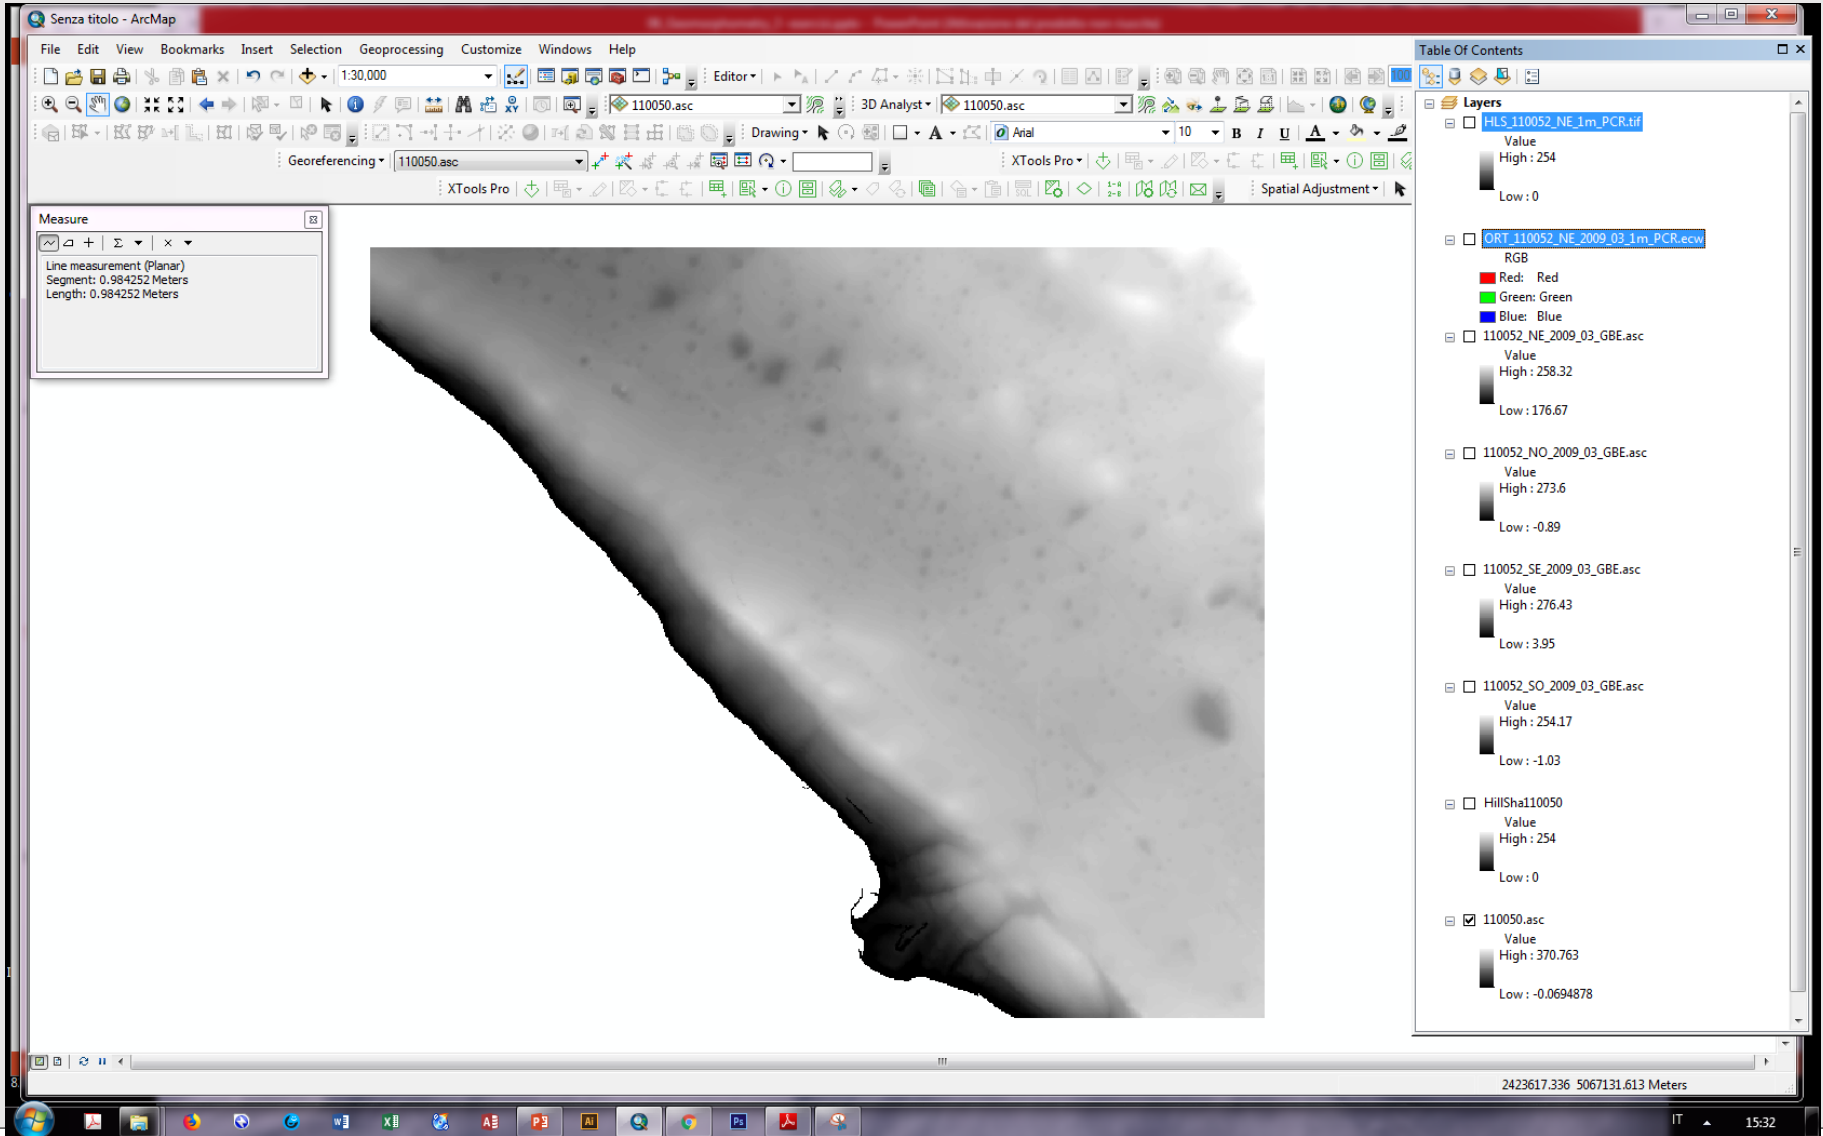 Senza titolo - ArcMap
File Edit View Bookmarks Insert Selection Geoprocessing Customize Windows Help
1:30,000
Editor
110050.asc
3D Analyst
110050.asc
Drawing
A
Arial
10
B I U A
Georeferencing
110050.asc
XTools Pro
XTools Pro
Spatial Adjustment
Measure
Line measurement (Planar)
Segment: 0.984252 Meters
Length: 0.984252 Meters
Table Of Contents
Layers
HLS_110052_NE_1m_PCR.tif
Value
High : 254
Low : 0
ORT_110052_NE_2009_03_1m_PCR.ecw
RGB
Red: Red
Green: Green
Blue: Blue
110052_NE_2009_03_GBE.asc
Value
High : 258.32
Low : 176.67
110052_NO_2009_03_GBE.asc
Value
High : 273.6
Low : -0.89
110052_SE_2009_03_GBE.asc
Value
High : 276.43
Low : 3.95
110052_SO_2009_03_GBE.asc
Value
High : 254.17
Low : -1.03
HillSha110050
Value
High : 254
Low : 0
110050.asc
Value
High : 370.763
Low : -0.0694878
2423617.336 5067131.613 Meters
IT
15:32